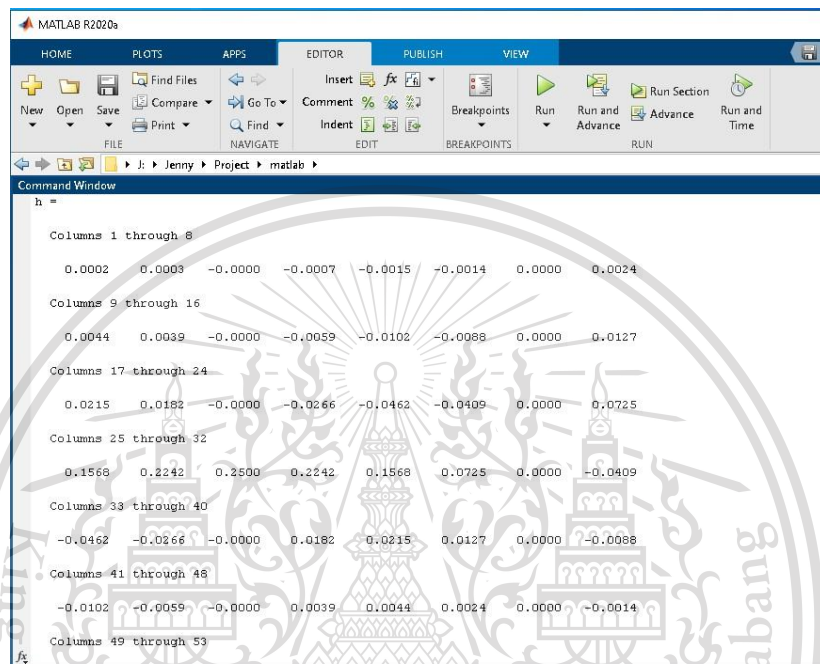 MATLAB R2020a
HOME PLOTS APPS EDITOR PUBLISH VIEW
New Open Save Find Files Compare Print
FILE
Go To Find
NAVIGATE
Insert fx
Comment %
Indent
EDIT
Breakpoints
BREAKPOINTS
Run Run and Advance Run Section Advance Run and Time
RUN
J: Jenny Project matlab
Command Window
h =
Columns 1 through 8
0.0002 0.0003 -0.0000 -0.0007 -0.0015 -0.0014 0.0000 0.0024
Columns 9 through 16
0.0044 0.0039 -0.0000 -0.0059 -0.0102 -0.0088 0.0000 0.0127
Columns 17 through 24
0.0215 0.0182 -0.0000 -0.0266 -0.0462 -0.0409 0.0000 0.0725
Columns 25 through 32
0.1568 0.2242 0.2500 0.2242 0.1568 0.0725 0.0000 -0.0409
Columns 33 through 40
-0.0462 -0.0266 -0.0000 0.0182 0.0215 0.0127 0.0000 -0.0088
Columns 41 through 48
-0.0102 -0.0059 -0.0000 0.0039 0.0044 0.0024 0.0000 -0.0014
Columns 49 through 53
fx